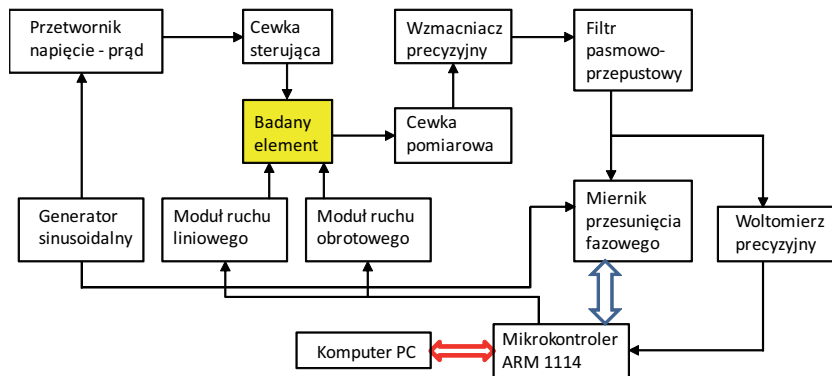 Przetwornik
napięcie - prąd
Cewka
sterująca
Wzmacniacz
precyzyjny
Filtr
pasmowo-
przepustowy
Badany
element
Cewka
pomiarowa
Generator
sinusoidalny
Moduł ruchu
liniowego
Moduł ruchu
obrotowego
Miernik
przesunięcia
fazowego
Woltomierz
precyzyjny
Komputer PC
Mikrokontroler
ARM 1114